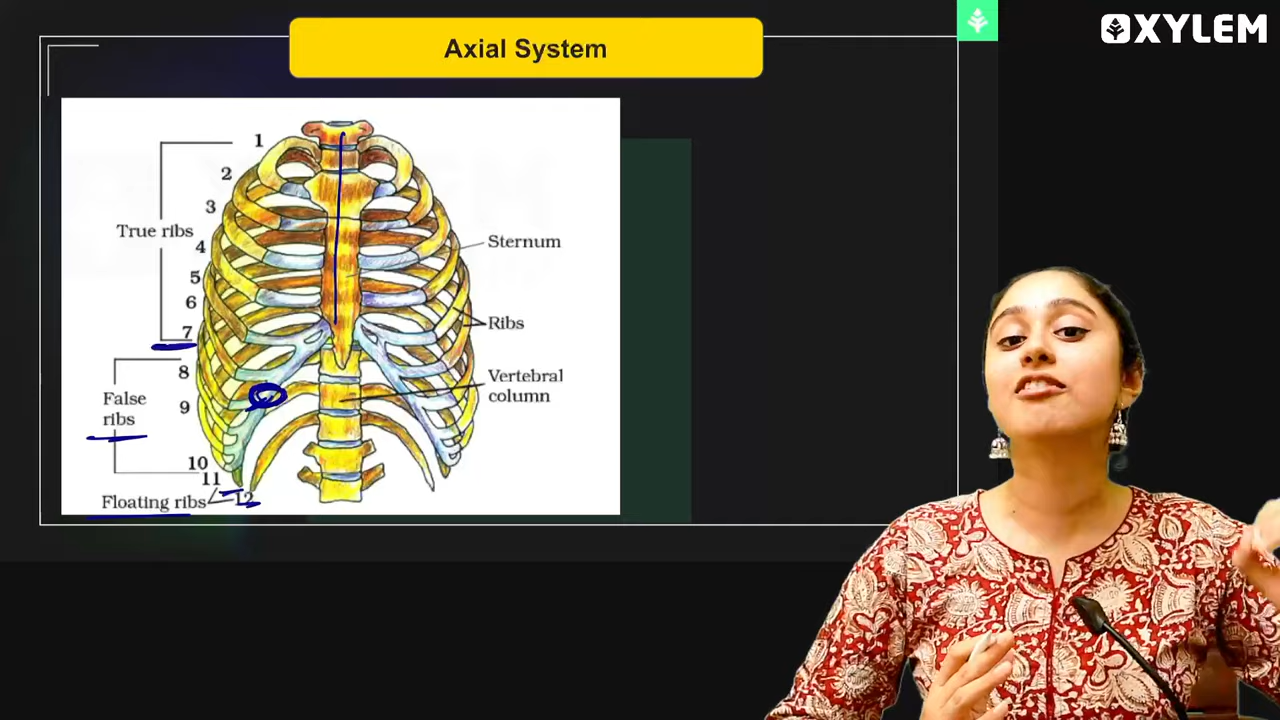 Axial System
XYLEM
1
2
3
True ribs
4
5
6
7
8
False
ribs
9
10
11
Floating ribs
12
Sternum
Ribs
Vertebral
column